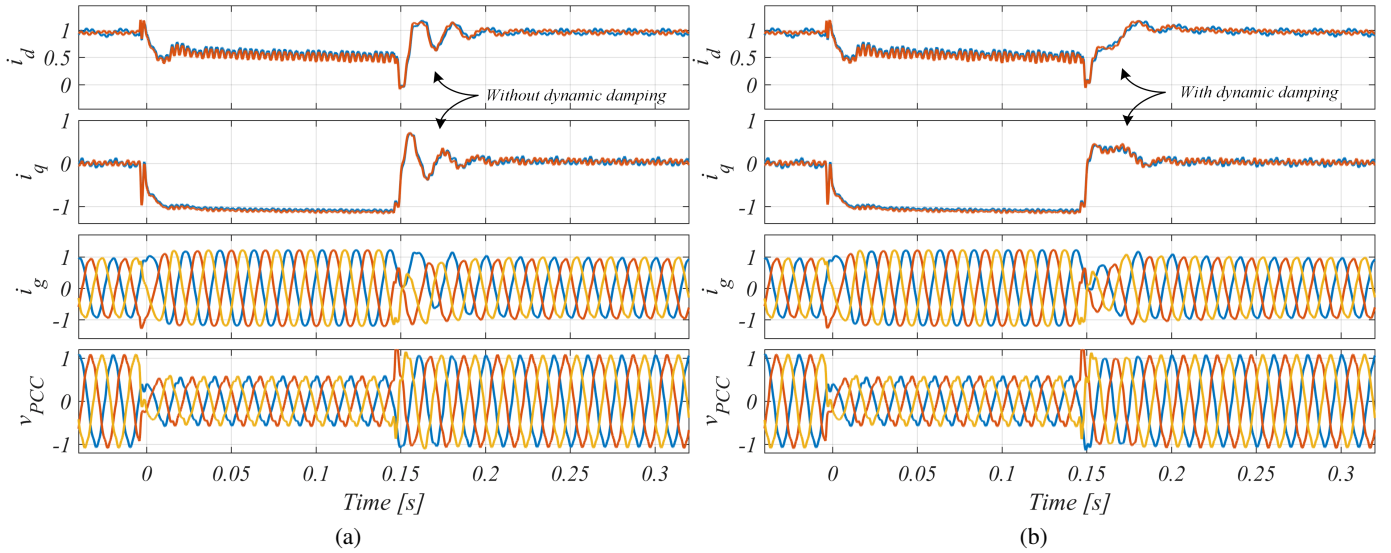 i_d
1
0.5
0
Without dynamic damping
i_q
1
0
-1
i_g
1
0
-1
v_PCC
1
0
-1
0 0.05 0.1 0.15 0.2 0.25 0.3
Time [s]
(a)
i_d
1
0.5
0
With dynamic damping
i_q
1
0
-1
i_g
1
0
-1
v_PCC
1
0
-1
0 0.05 0.1 0.15 0.2 0.25 0.3
Time [s]
(b)